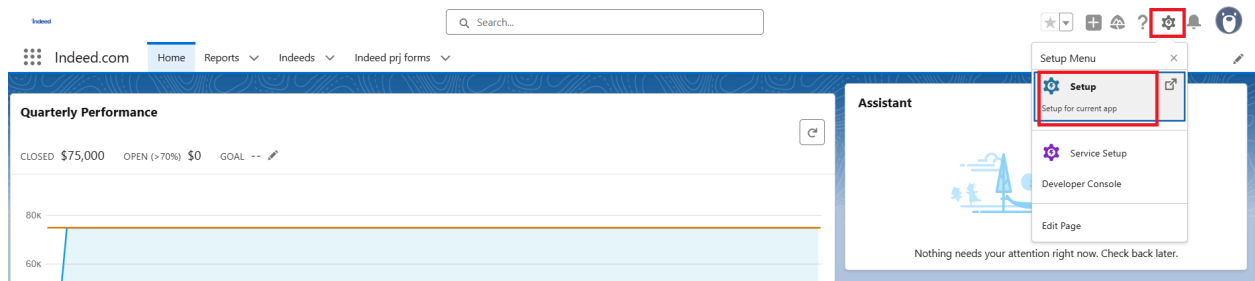 Indeed
Search...
Indeed.com Home Reports Indeeds Indeed prj forms
Setup Menu
Setup
Setup for current app
Service Setup
Developer Console
Edit Page
Quarterly Performance
CLOSED $75,000 OPEN (>70%) $0 GOAL --
80K
60K
Assistant
Nothing needs your attention right now. Check back later.